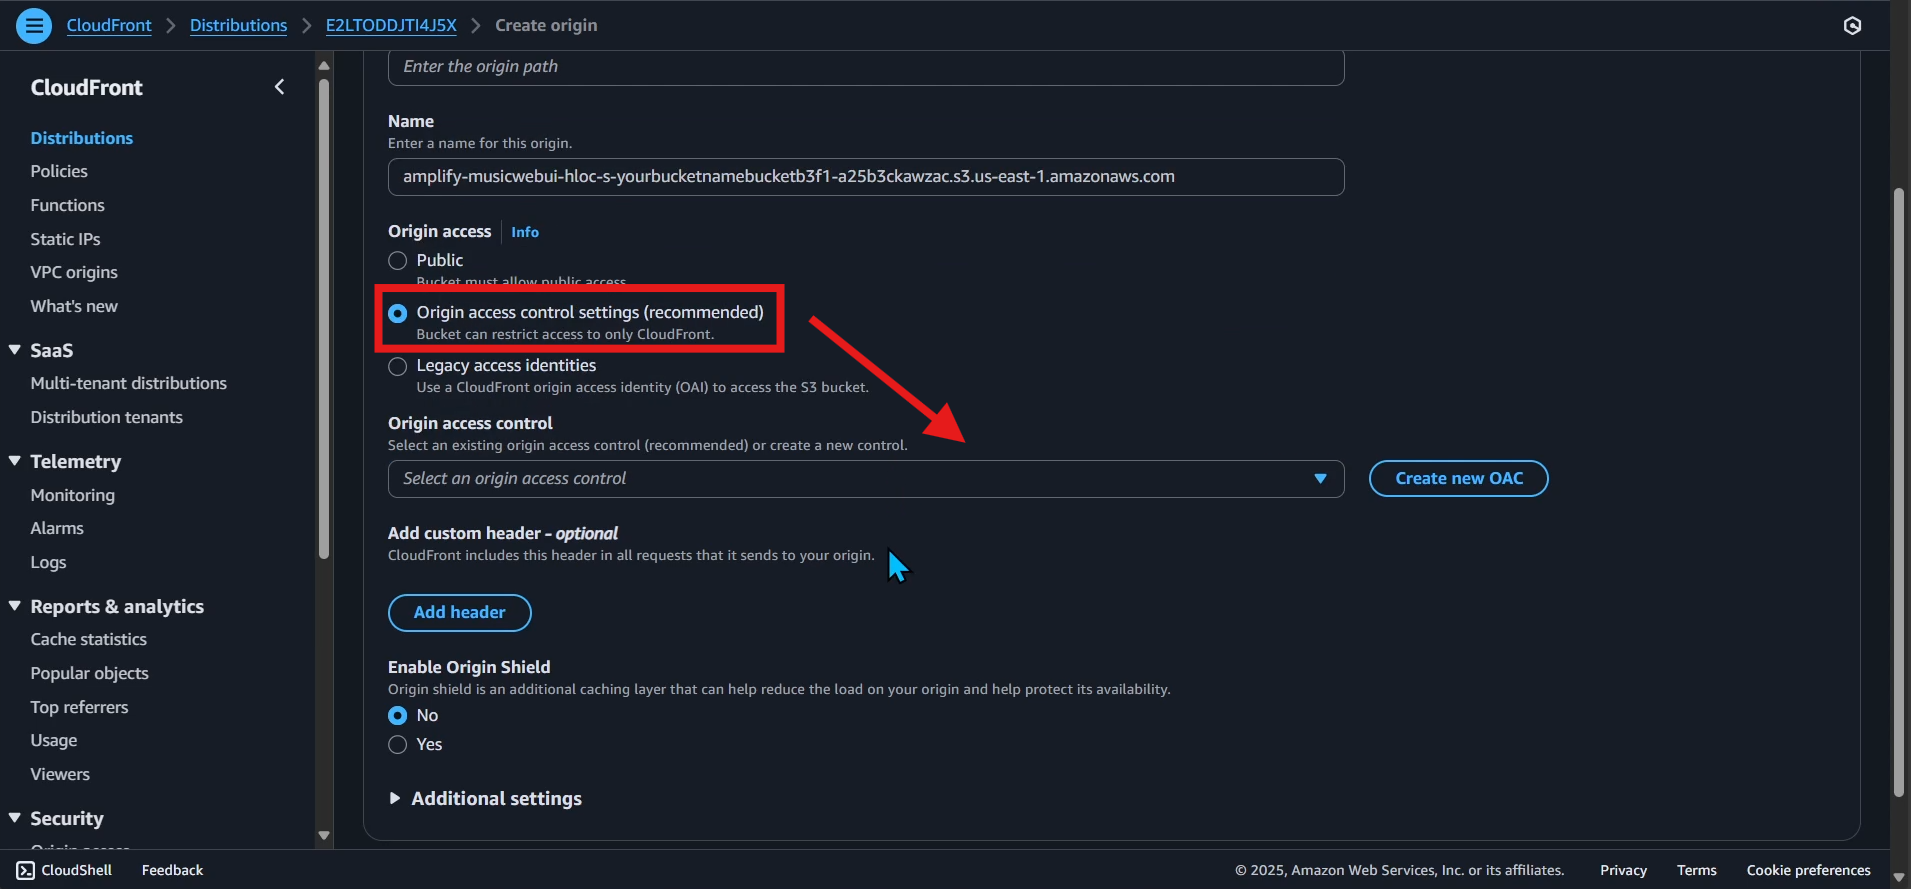 CloudFront > Distributions > E2LTODDJTI4J5X > Create origin
CloudFront
Distributions
Policies
Functions
Static IPs
VPC origins
What's new
SaaS
Multi-tenant distributions
Distribution tenants
Telemetry
Monitoring
Alarms
Logs
Reports & analytics
Cache statistics
Popular objects
Top referrers
Usage
Viewers
Security
Origin access
Enter the origin path
Name
Enter a name for this origin.
amplify-musicwebui-hloc-s-yourbucketnamebucketb3f1-a25b3ckawzac.s3.us-east-1.amazonaws.com
Origin access Info
Public
Bucket must allow public access.
Origin access control settings (recommended)
Bucket can restrict access to only CloudFront.
Legacy access identities
Use a CloudFront origin access identity (OAI) to access the S3 bucket.
Origin access control
Select an existing origin access control (recommended) or create a new control.
Select an origin access control
Create new OAC
Add custom header - optional
CloudFront includes this header in all requests that it sends to your origin.
Add header
Enable Origin Shield
Origin shield is an additional caching layer that can help reduce the load on your origin and help protect its availability.
No
Yes
Additional settings
CloudShell Feedback © 2025, Amazon Web Services, Inc. or its affiliates. Privacy Terms Cookie preferences